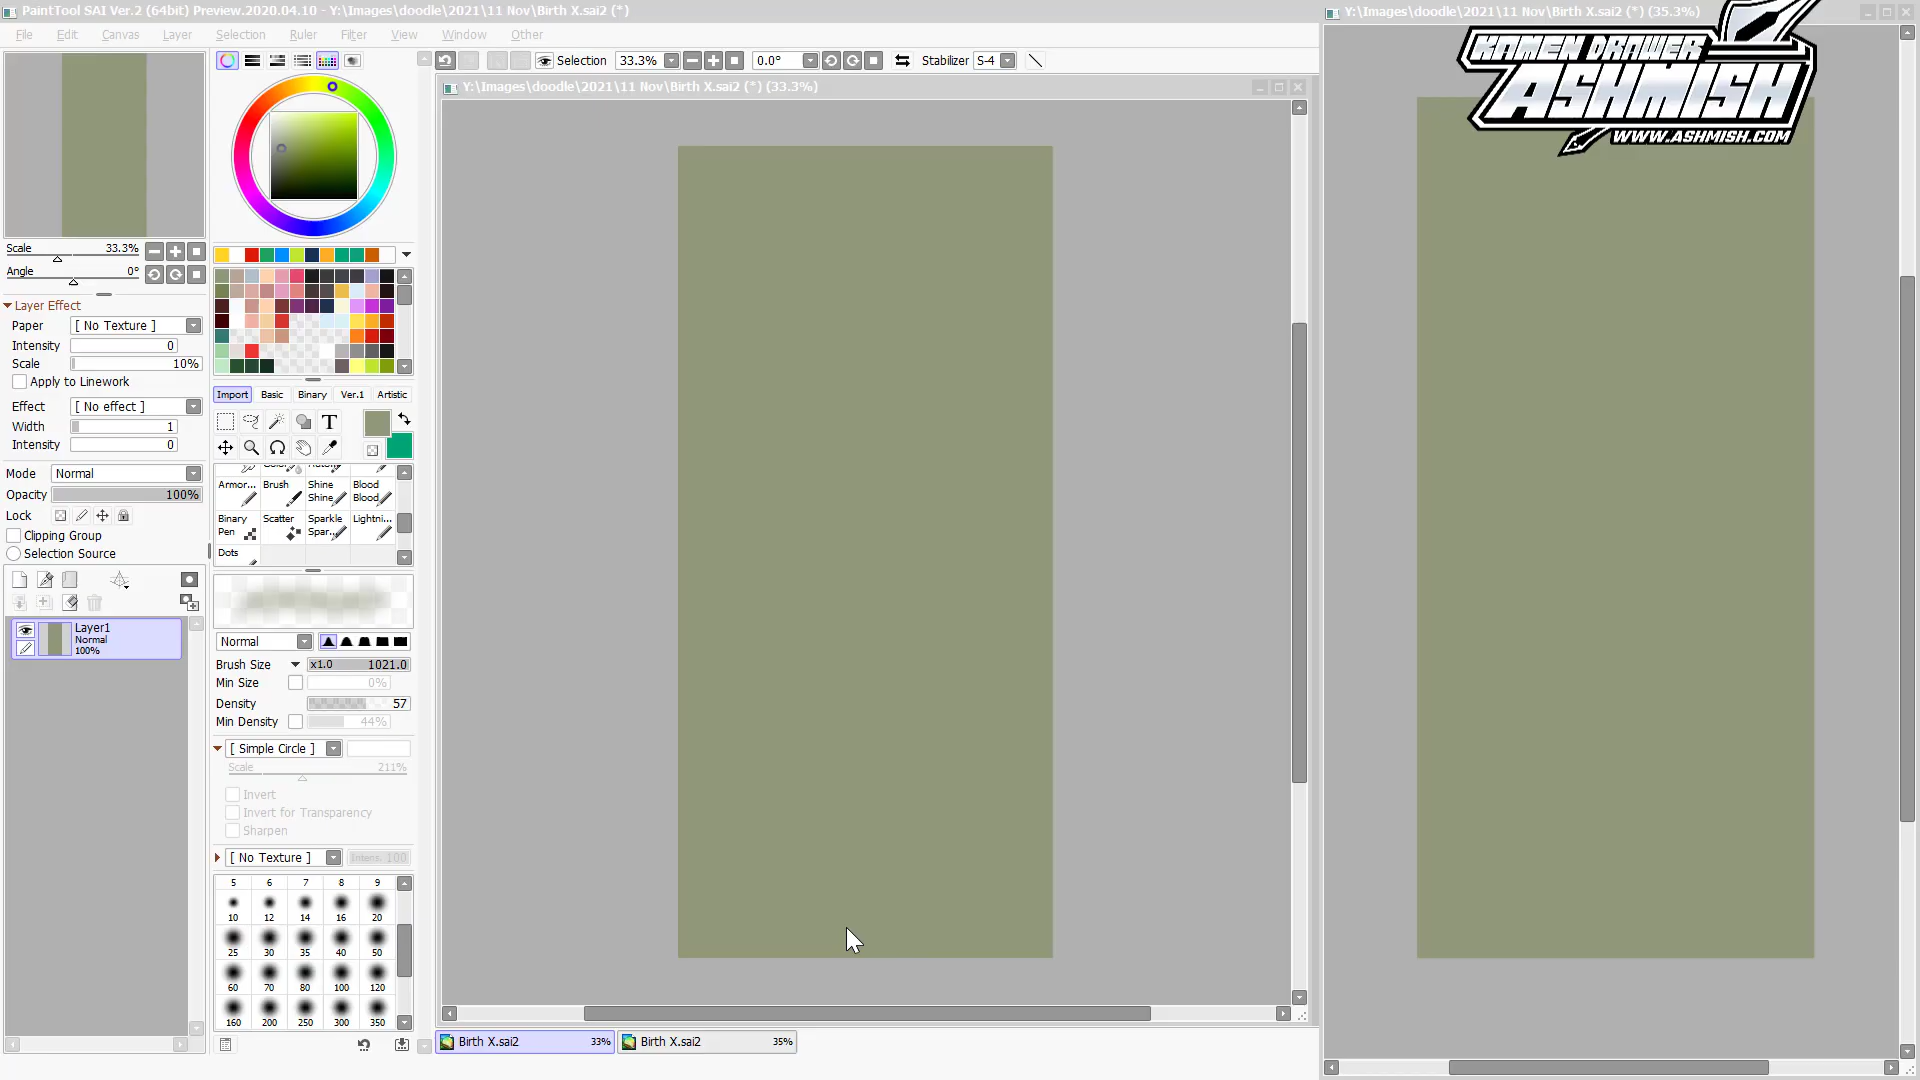 PaintTool SAI Ver.2 (64bit) Preview.2020.04.10 - Y:\Images\doodle\2021\11 Nov\Birth X.sai2 (*)
Y:\Images\doodle\2021\11 Nov\Birth X.sai2 (*) (35.3%)
KAMEN DRAWER
ASHMISH
WWW.ASHMISH.COM
File Edit Canvas Layer Selection Ruler Filter View Window Other
Selection 33.3% 0.0° Stabilizer S-4
Y:\Images\doodle\2021\11 Nov\Birth X.sai2 (*) (33.3%)
Scale 33.3%
Angle 0°
Layer Effect
Paper [ No Texture ]
Intensity 0
Scale 10%
Apply to Linework
Effect [ No effect ]
Width 1
Intensity 0
Mode Normal
Opacity 100%
Lock
Clipping Group
Selection Source
Layer1
Normal
100%
Import Basic Binary Ver.1 Artistic
T
Armor... Brush Shine Blood
Shine Blood
Binary Scatter Sparkle Lightni...
Pen Spar...
Dots
Normal
Brush Size x1.0 1021.0
Min Size 0%
Density 57
Min Density 44%
[ Simple Circle ]
Scale 211%
Invert
Invert for Transparency
Sharpen
[ No Texture ] Intens. 100
5 6 7 8 9
10 12 14 16 20
25 30 35 40 50
60 70 80 100 120
160 200 250 300 350
Birth X.sai2 33% Birth X.sai2 35%